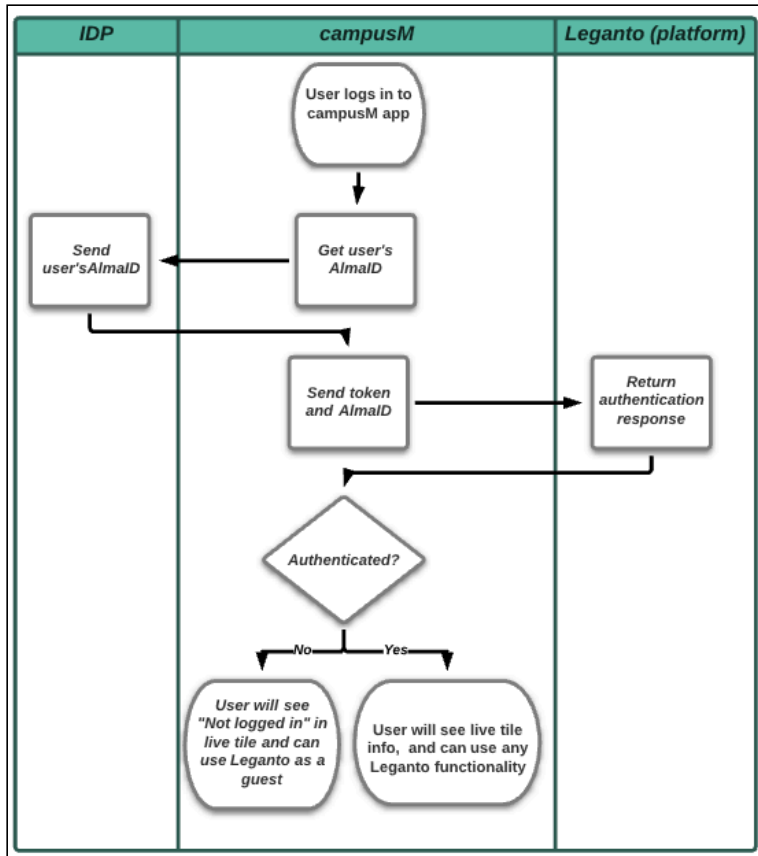 IDP
campusM
Leganto (platform)
User logs in to
campusM app
Send
user'sAlmaID
Get user's
AlmaID
Send token
and AlmaID
Return
authentication
response
Authenticated?
No
Yes
User will see
"Not logged in" in
live tile and can
use Leganto as a
guest
User will see live tile
info,  and can use any
Leganto functionality